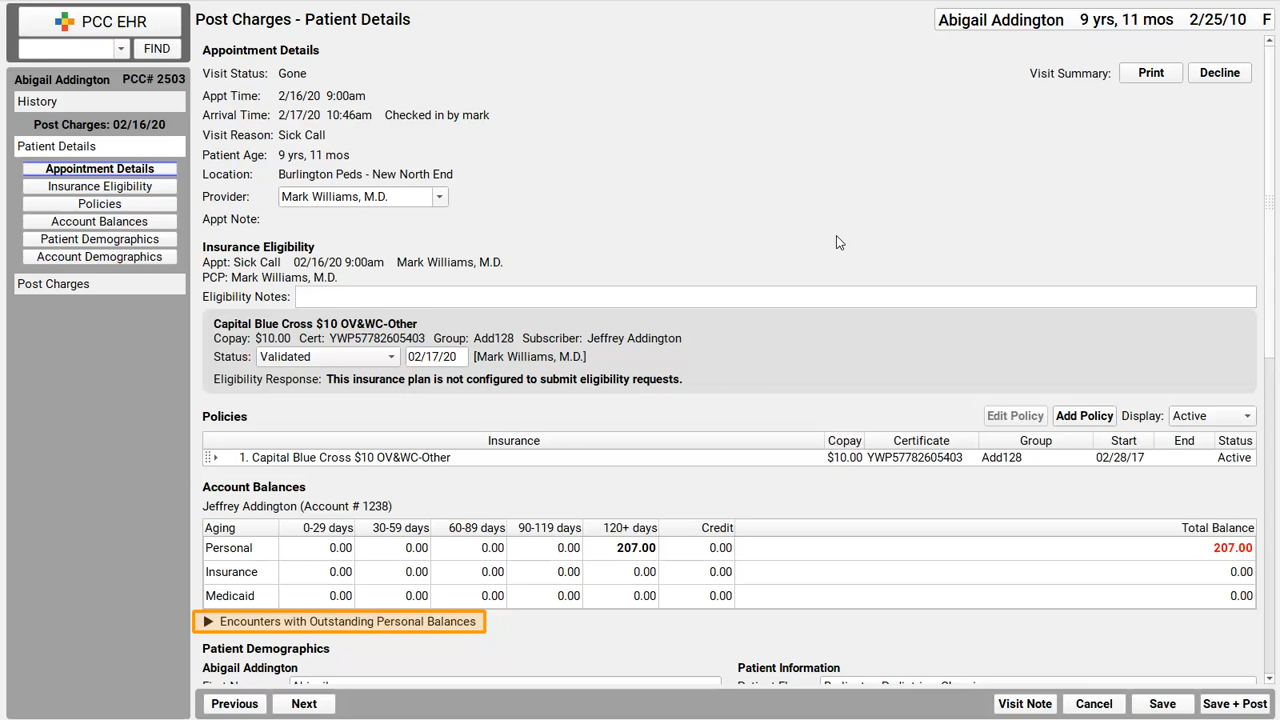 PCC EHR
FIND
Abigail Addington PCC# 2503
History
Post Charges: 02/16/20
Patient Details
Appointment Details
Insurance Eligibility
Policies
Account Balances
Patient Demographics
Account Demographics
Post Charges
Post Charges - Patient Details
Abigail Addington 9 yrs, 11 mos 2/25/10 F
Appointment Details
Visit Status: Gone
Visit Summary: Print Decline
Appt Time: 2/16/20 9:00am
Arrival Time: 2/17/20 10:46am Checked in by mark
Visit Reason: Sick Call
Patient Age: 9 yrs, 11 mos
Location: Burlington Peds - New North End
Provider: Mark Williams, M.D.
Appt Note:
Insurance Eligibility
Appt: Sick Call 02/16/20 9:00am Mark Williams, M.D.
PCP: Mark Williams, M.D.
Eligibility Notes:
Capital Blue Cross $10 OV&WC-Other
Copay: $10.00 Cert: YWP57782605403 Group: Add128 Subscriber: Jeffrey Addington
Status: Validated 02/17/20 [Mark Williams, M.D.]
Eligibility Response: This insurance plan is not configured to submit eligibility requests.
Policies Edit Policy Add Policy Display: Active
Insurance Copay Certificate Group Start End Status
1. Capital Blue Cross $10 OV&WC-Other $10.00 YWP57782605403 Add128 02/28/17 Active
Account Balances
Jeffrey Addington (Account # 1238)
Aging 0-29 days 30-59 days 60-89 days 90-119 days 120+ days Credit Total Balance
Personal 0.00 0.00 0.00 0.00 207.00 0.00 207.00
Insurance 0.00 0.00 0.00 0.00 0.00 0.00 0.00
Medicaid 0.00 0.00 0.00 0.00 0.00 0.00 0.00
Encounters with Outstanding Personal Balances
Patient Demographics
Abigail Addington Patient Information
Previous Next Visit Note Cancel Save Save + Post